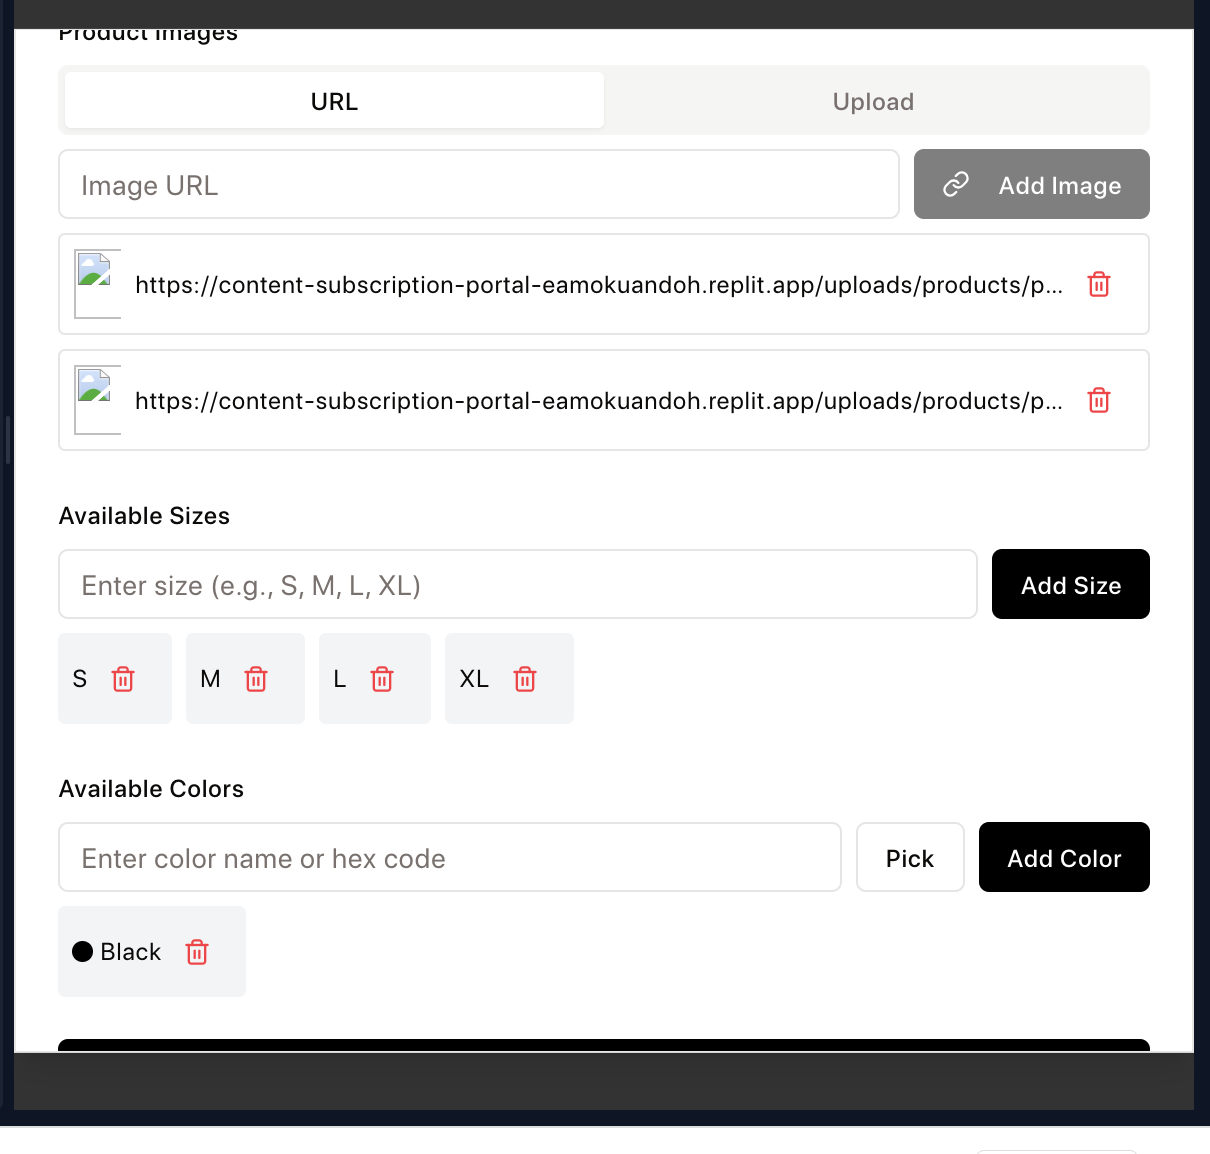 Product Images
URL
Upload
Image URL
Add Image
https://content-subscription-portal-eamokuandoh.replit.app/uploads/products/p...
https://content-subscription-portal-eamokuandoh.replit.app/uploads/products/p...
Available Sizes
Enter size (e.g., S, M, L, XL)
Add Size
S
M
L
XL
Available Colors
Enter color name or hex code
Pick
Add Color
Black